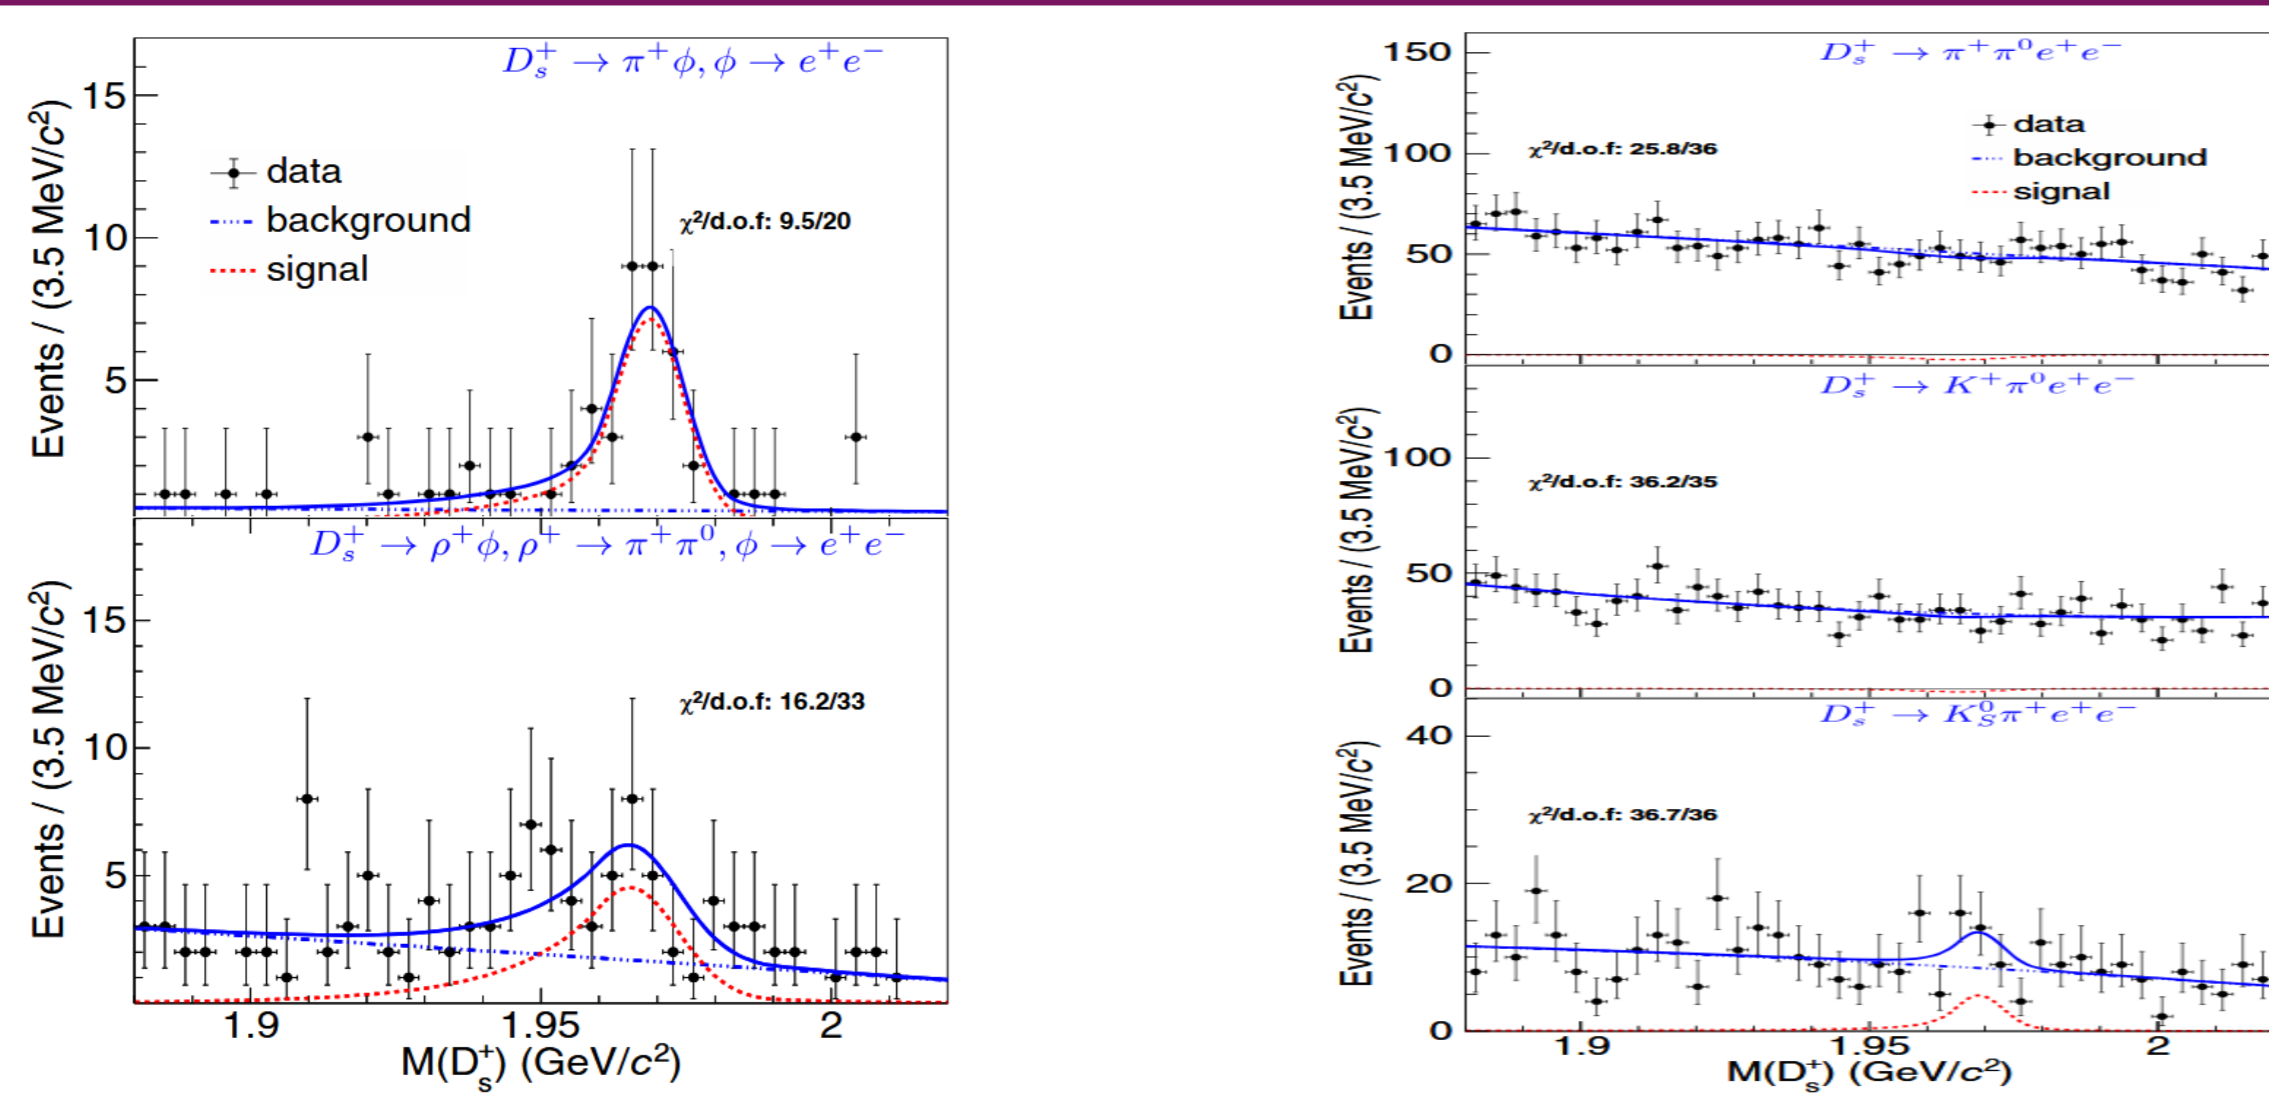 D_s^+ → π^+ϕ, ϕ → e^+e^-
Events / (3.5 MeV/c²)
15
10
5
data
background
signal
χ²/d.o.f: 9.5/20
D_s^+ → ρ^+ϕ, ρ^+ → π^+π^0, ϕ → e^+e^-
Events / (3.5 MeV/c²)
15
10
5
χ²/d.o.f: 16.2/33
1.9 1.95 2
M(D_s^+) (GeV/c²)
D_s^+ → π^+π^0e^+e^-
Events / (3.5 MeV/c²)
150
100
50
0
data
background
signal
χ²/d.o.f: 25.8/36
D_s^+ → K^+π^0e^+e^-
Events / (3.5 MeV/c²)
100
50
0
χ²/d.o.f: 36.2/35
D_s^+ → K_S^0π^+e^+e^-
Events / (3.5 MeV/c²)
40
20
0
χ²/d.o.f: 36.7/36
1.9 1.95 2
M(D_s^+) (GeV/c²)